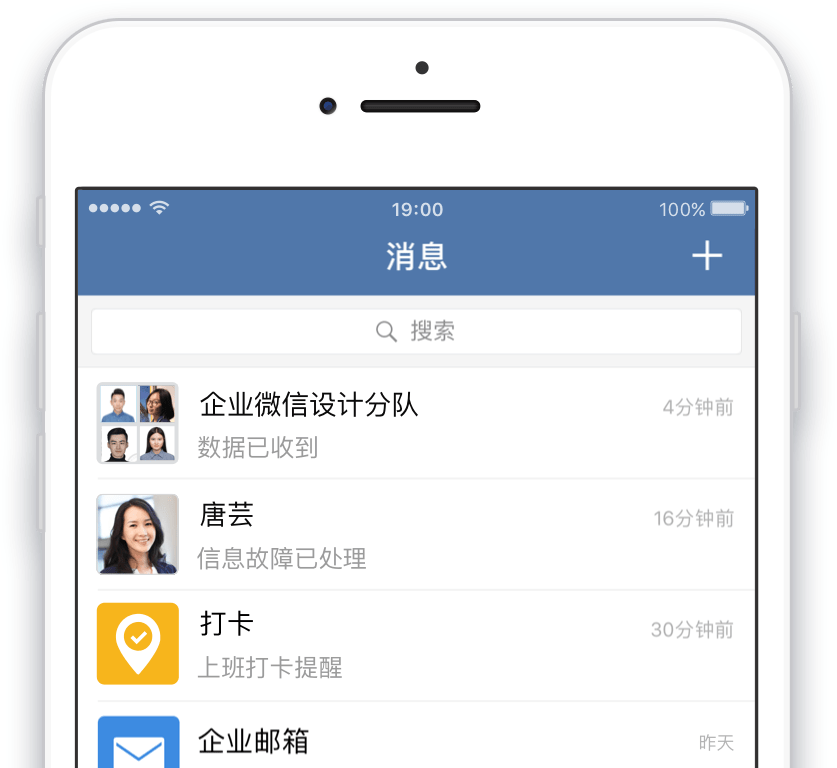 19:00
100%
消息
搜索
企业微信设计分队
4分钟前
数据已收到
唐芸
16分钟前
信息故障已处理
打卡
30分钟前
上班打卡提醒
企业邮箱
昨天